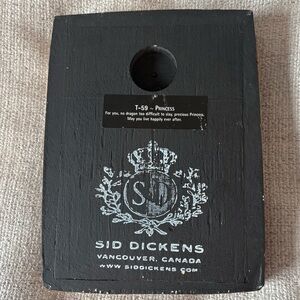 T-59 ~ Princess
For you, no dragon too difficult to slay, precious Princess.
May you live happily ever after.
SD
SID DICKENS
VANCOUVER, CANADA
WWW.SIDDICKENS.COM